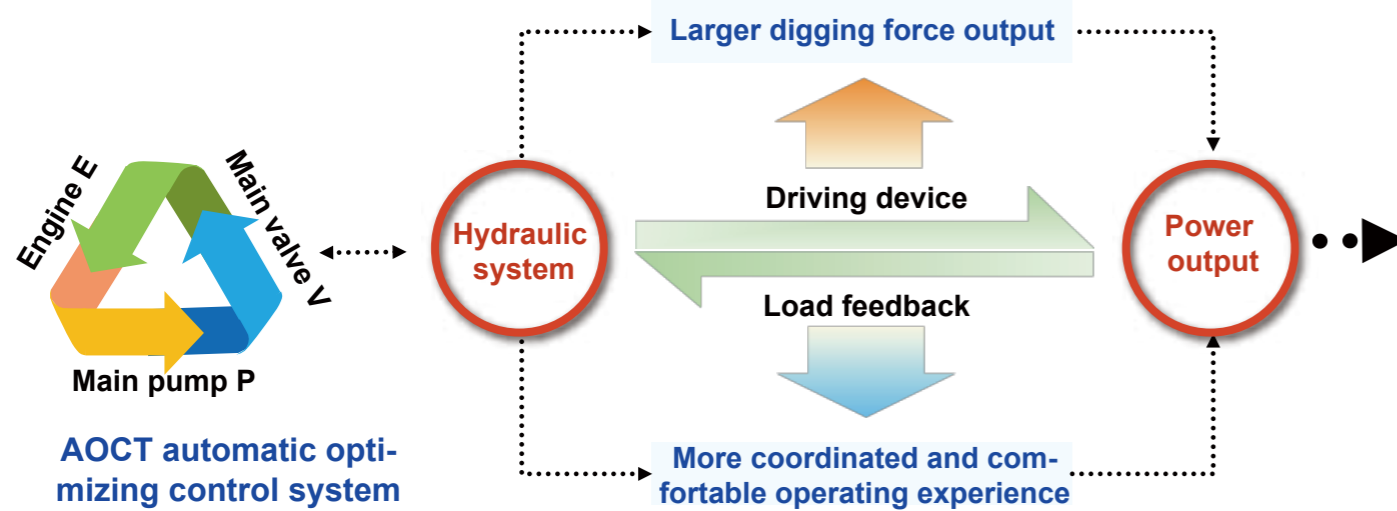 Engine E
Main valve V
Main pump P
AOCT automatic opti-
mizing control system
Hydraulic
system
Larger digging force output
Driving device
Load feedback
More coordinated and com-
fortable operating experience
Power
output